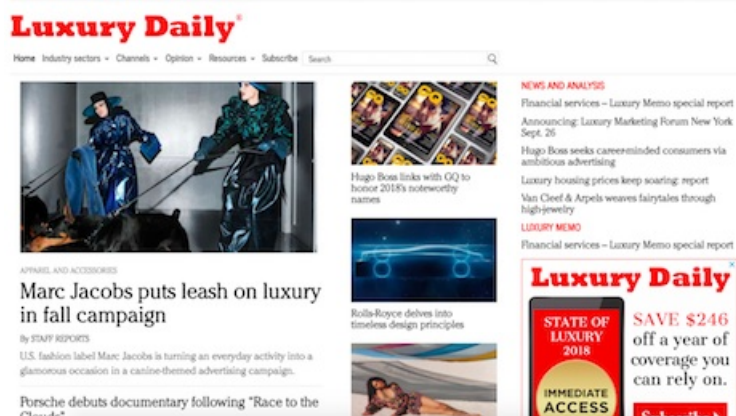 Luxury Daily®
Home Industry sectors Channels Opinion Resources Subscribe Search
APPAREL AND ACCESSORIES
Marc Jacobs puts leash on luxury
in fall campaign
By STAFF REPORTS
U.S. fashion label Marc Jacobs is turning an everyday activity into a
glamorous occasion in a canine-themed advertising campaign.
Porsche debuts documentary following "Race to the
Clouds"
GQ
Hugo Boss links with GQ to
honor 2018's noteworthy
names
Rolls-Royce delves into
timeless design principles
NEWS AND ANALYSIS
Financial services – Luxury Memo special report
Announcing: Luxury Marketing Forum New York
Sept. 26
Hugo Boss seeks career-minded consumers via
ambitious advertising
Luxury housing prices keep soaring: report
Van Cleef & Arpels weaves fairytales through
high-jewelry
LUXURY MEMO
Financial services – Luxury Memo special report
Luxury Daily
STATE OF
LUXURY
2018
IMMEDIATE
ACCESS
SAVE $246
off a year of
coverage you
can rely on.